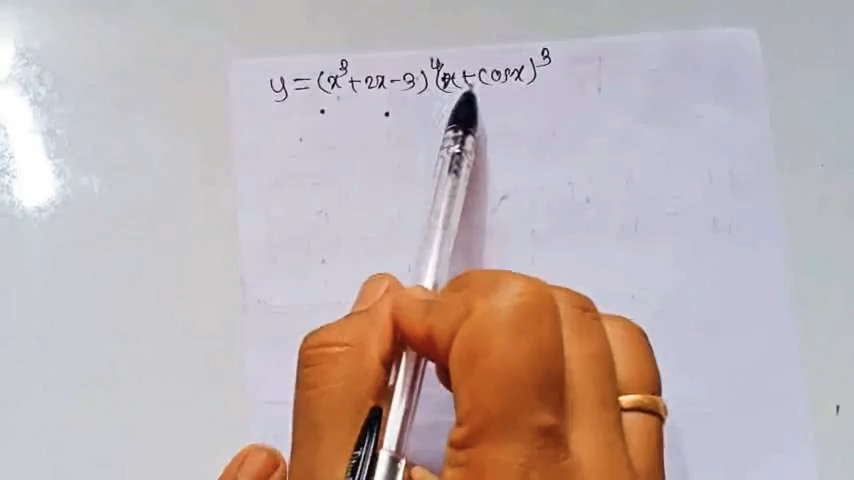 y = (x³ + 2x - 3)⁴ (x + cosx)³